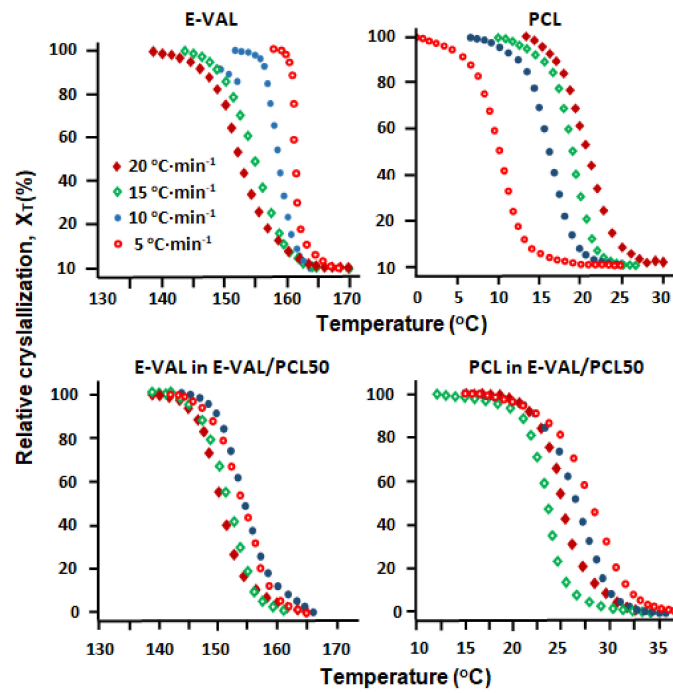 E-VAL
PCL
100
80
60
40
20
10
20 °C·min⁻¹
15 °C·min⁻¹
10 °C·min⁻¹
5 °C·min⁻¹
130 140 150 160 170
100
80
60
40
20
10
0 5 10 15 20 25 30
Temperature (°C)
Temperature (°C)
Relative cryslallization, X_T(%)
E-VAL in E-VAL/PCL50
PCL in E-VAL/PCL50
100
80
60
40
20
0
130 140 150 160 170
100
80
60
40
20
0
10 15 20 25 30 35
Temperature (°C)
Temperature (°C)